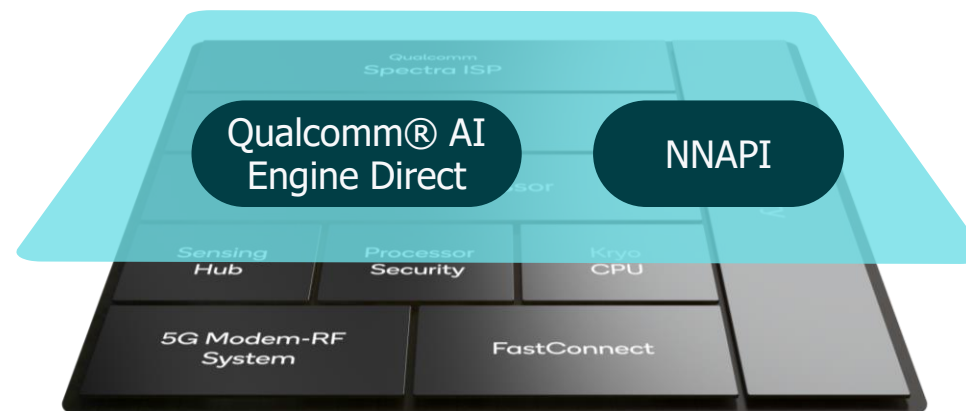 Qualcomm
Spectra ISP
Qualcomm® AI
Engine Direct
NNAPI
Sensing
Hub
Processor
Security
Kryo
CPU
5G Modem-RF
System
FastConnect